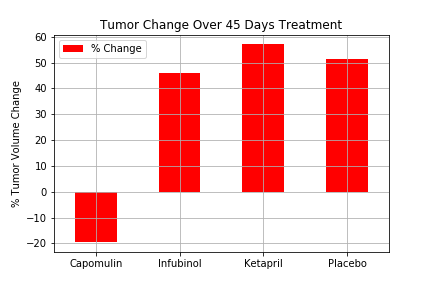 Tumor Change Over 45 Days Treatment
% Change
% Tumor Volume Change
60
50
40
30
20
10
0
−10
−20
Capomulin Infubinol Ketapril Placebo